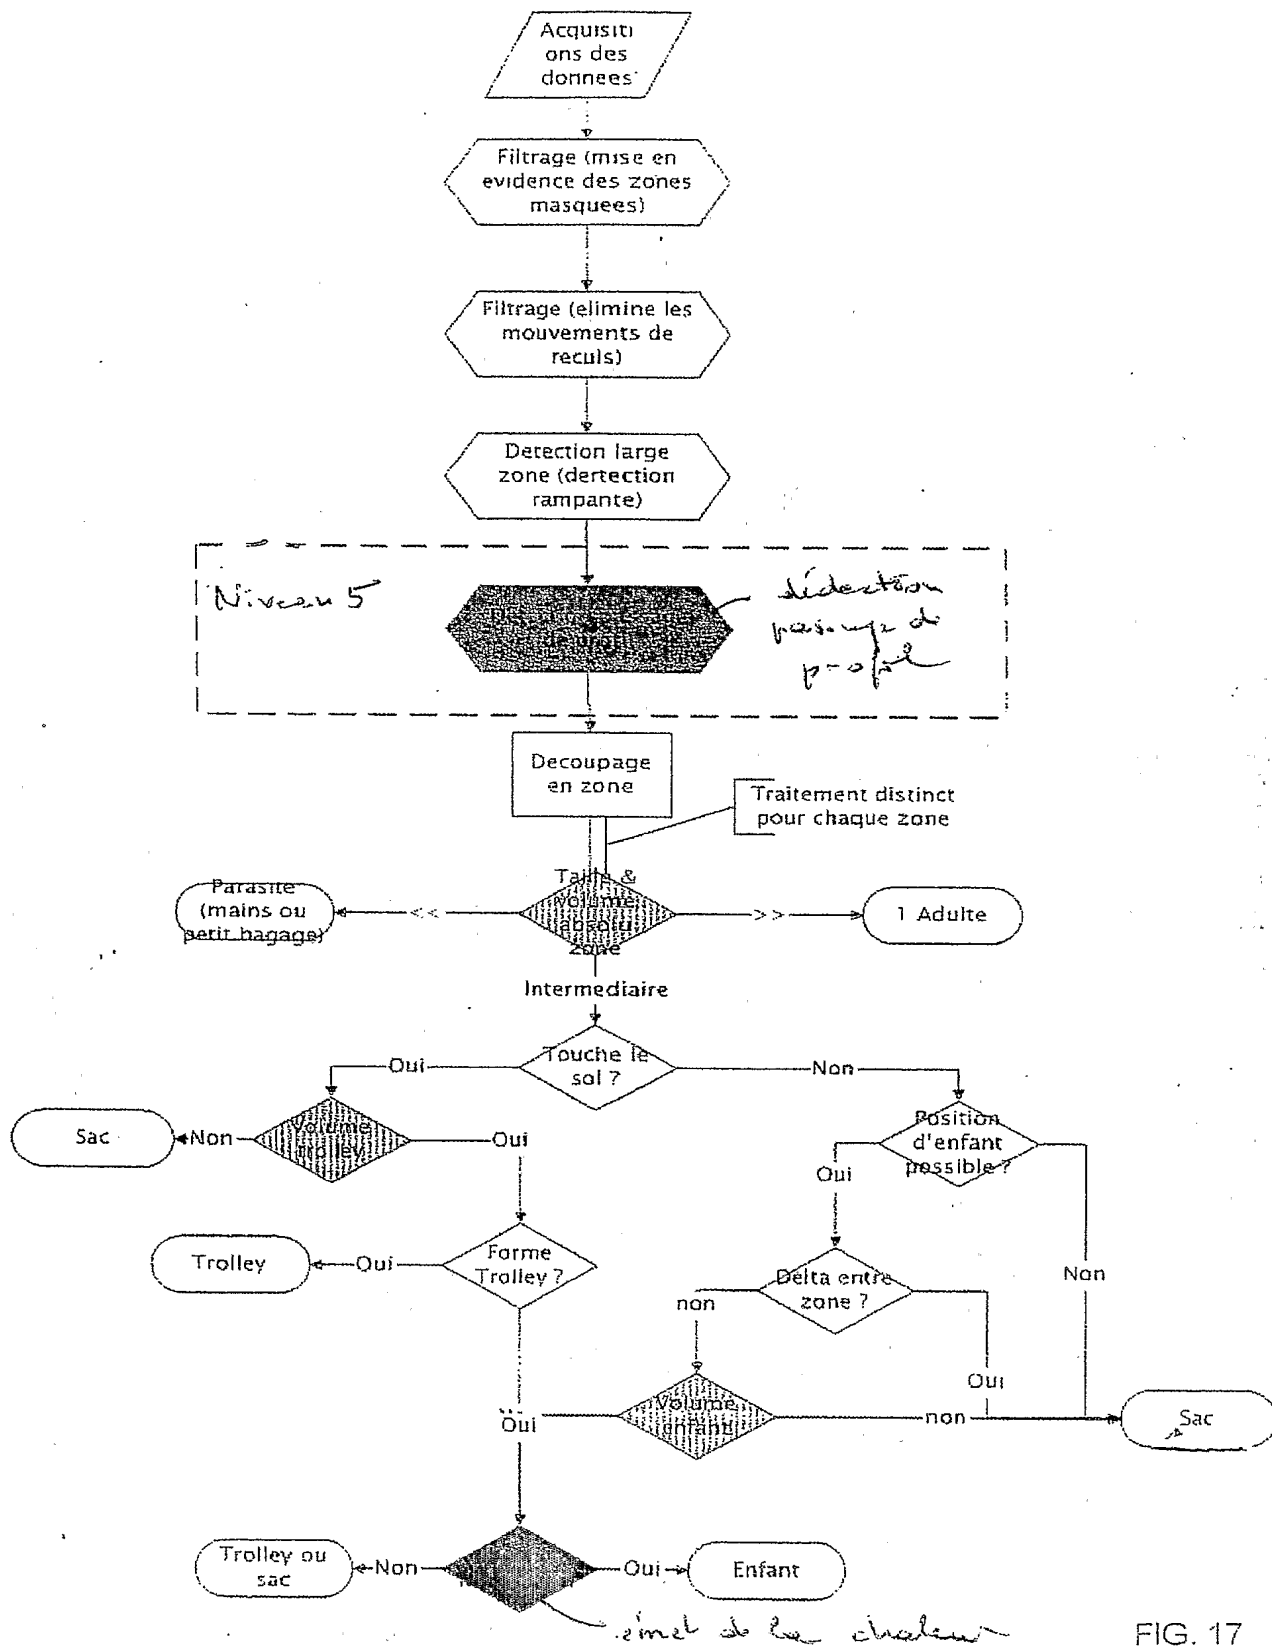 Acquisiti
ons des
donnees
Filtrage (mise en
evidence des zones
masquees)
Filtrage (elimine les
mouvements de
reculs)
Detection large
zone (dertection
rampante)
Niveau 5
de
profil
Decoupage
en zone
Traitement distinct
pour chaque zone
Parasite
(mains ou
petit bagage)
<<
Taille &
volume
absolu
zone
>>
1 Adulte
Intermediaire
Touche le
sol ?
Oui
Non
Sac
Non
Volume
trolley
Oui
Position
d'enfant
possible ?
Oui
Non
Trolley
Oui
Forme
Trolley ?
Delta entre
zone ?
non
Oui
Oui
Volume
enfant
non
Sac
Trolley ou
sac
Non
Oui
Enfant
émet de la chaleur
FIG. 17